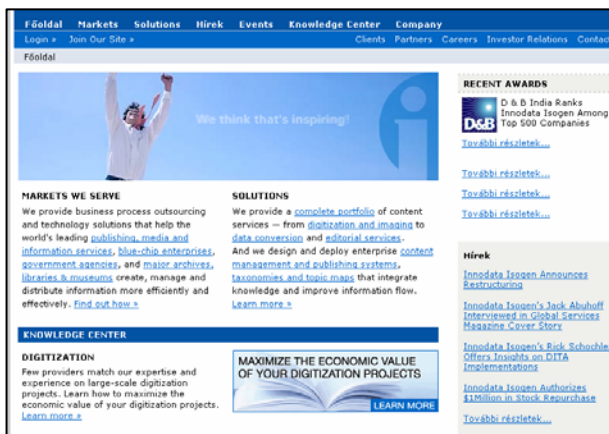 Főoldal Markets Solutions Hírek Events Knowledge Center Company
Login » Join Our Site » Clients Partners Careers Investor Relations Contact
Főoldal
We think that's inspiring!
MARKETS WE SERVE
We provide business process outsourcing
and technology solutions that help the
world's leading publishing, media and
information services, blue-chip enterprises,
government agencies, and major archives,
libraries & museums create, manage and
distribute information more efficiently and
effectively. Find out how »
SOLUTIONS
We provide a complete portfolio of content
services — from digitization and imaging to
data conversion and editorial services.
And we design and deploy enterprise content
management and publishing systems,
taxonomies and topic maps that integrate
knowledge and improve information flow.
Learn more »
KNOWLEDGE CENTER
DIGITIZATION
Few providers match our expertise and
experience on large-scale digitization
projects. Learn how to maximize the
economic value of your digitization projects.
Learn more »
MAXIMIZE THE ECONOMIC VALUE
OF YOUR DIGITIZATION PROJECTS
LEARN MORE
RECENT AWARDS
D&B
D & B India Ranks
Innodata Isogen Among
Top 500 Companies
További részletek...
További részletek...
További részletek...
További részletek...
Hírek
Innodata Isogen Announces
Restructuring
Innodata Isogen's Jack Abuhoff
Interviewed in Global Services
Magazine Cover Story
Innodata Isogen's Rick Schochle
Offers Insights on DITA
Implementations
Innodata Isogen Authorizes
$1Million in Stock Repurchase
További részletek...